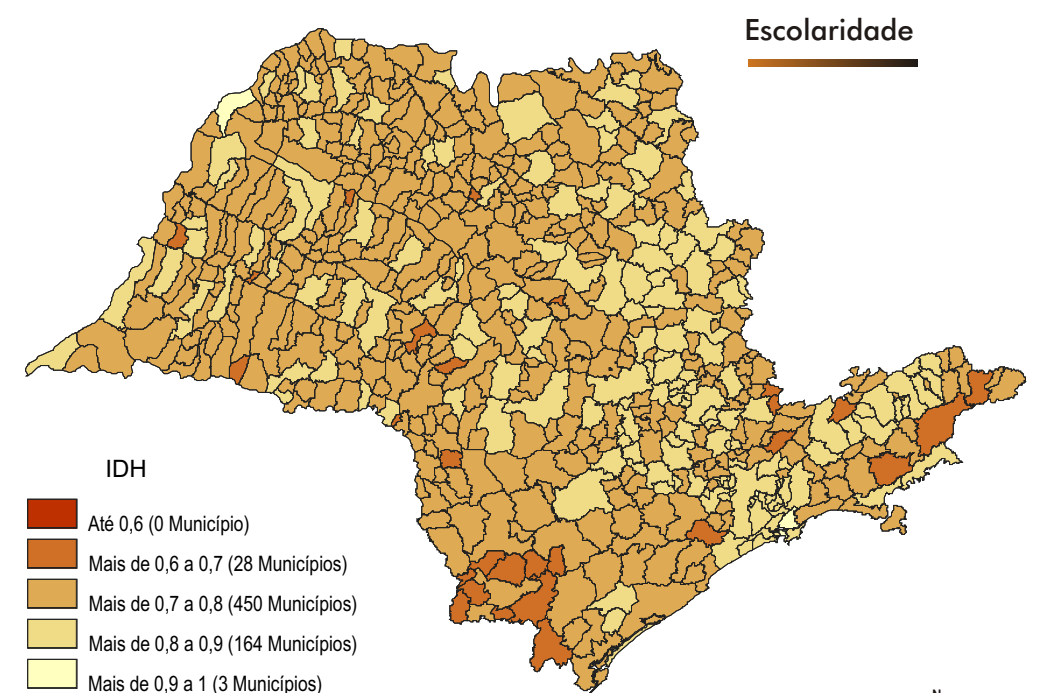 Escolaridade
IDH
Até 0,6 (0 Município)
Mais de 0,6 a 0,7 (28 Municípios)
Mais de 0,7 a 0,8 (450 Municípios)
Mais de 0,8 a 0,9 (164 Municípios)
Mais de 0,9 a 1 (3 Municípios)
N